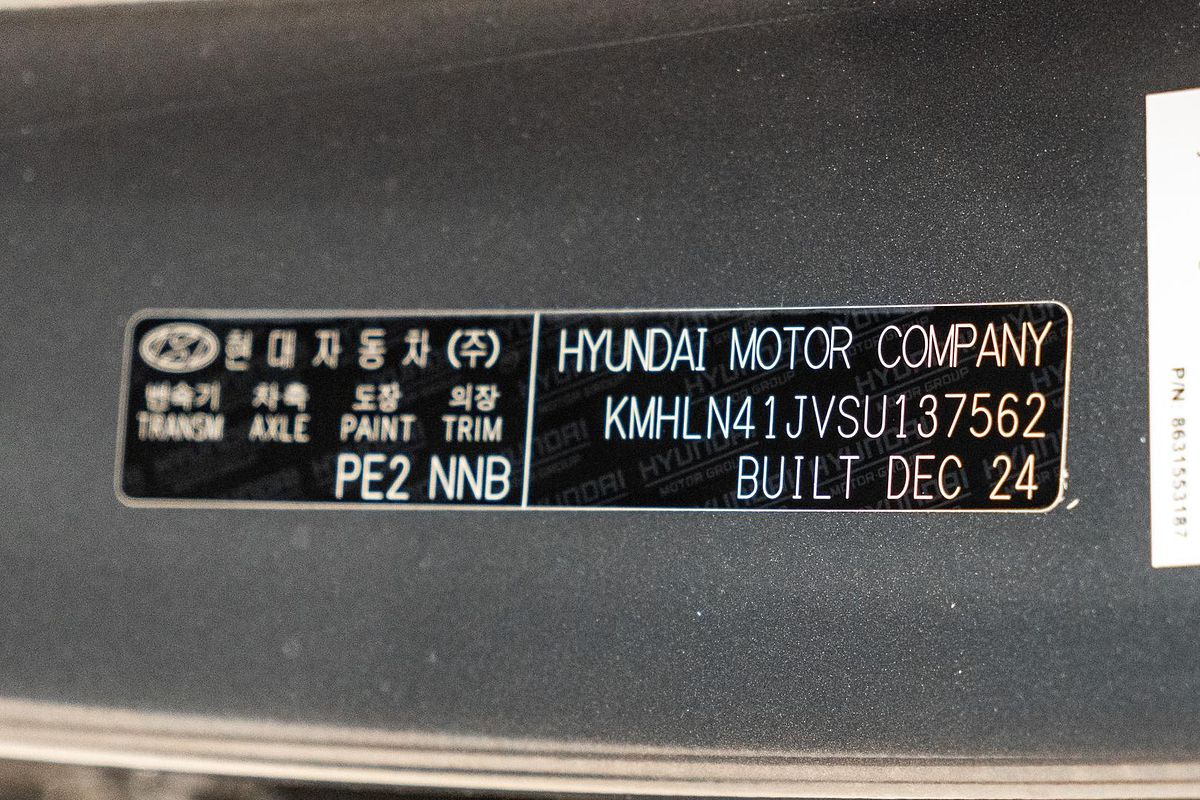 현대자동차(주)
변속기 차축 도장 의장
TRANSM AXLE PAINT TRIM
PE2 NNB
HYUNDAI MOTOR COMPANY
KMHLN41JVSU137562
BUILT DEC 24
P/N 8631553187